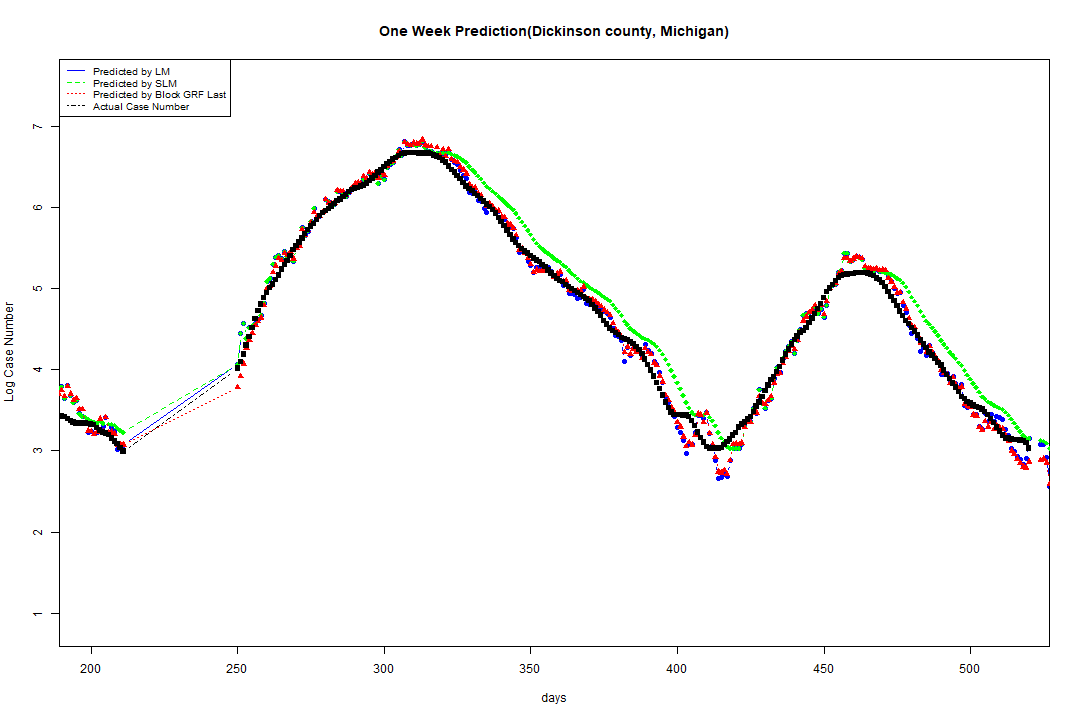 One Week Prediction(Dickinson county, Michigan)
Predicted by LM
Predicted by SLM
Predicted by Block GRF Last
Actual Case Number
Log Case Number
7
6
5
4
3
2
1
200 250 300 350 400 450 500
days